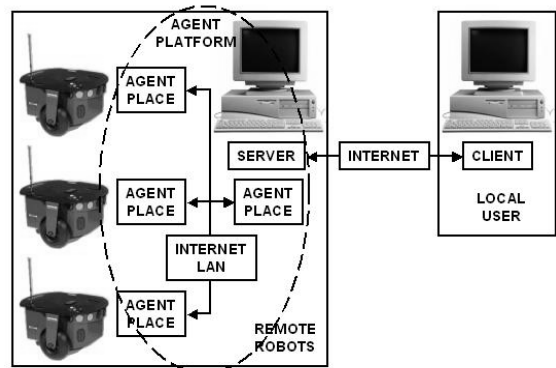 AGENT
PLATFORM
AGENT
PLACE
SERVER
INTERNET
CLIENT
AGENT
PLACE
AGENT
PLACE
LOCAL
USER
INTERNET
LAN
AGENT
PLACE
REMOTE
ROBOTS